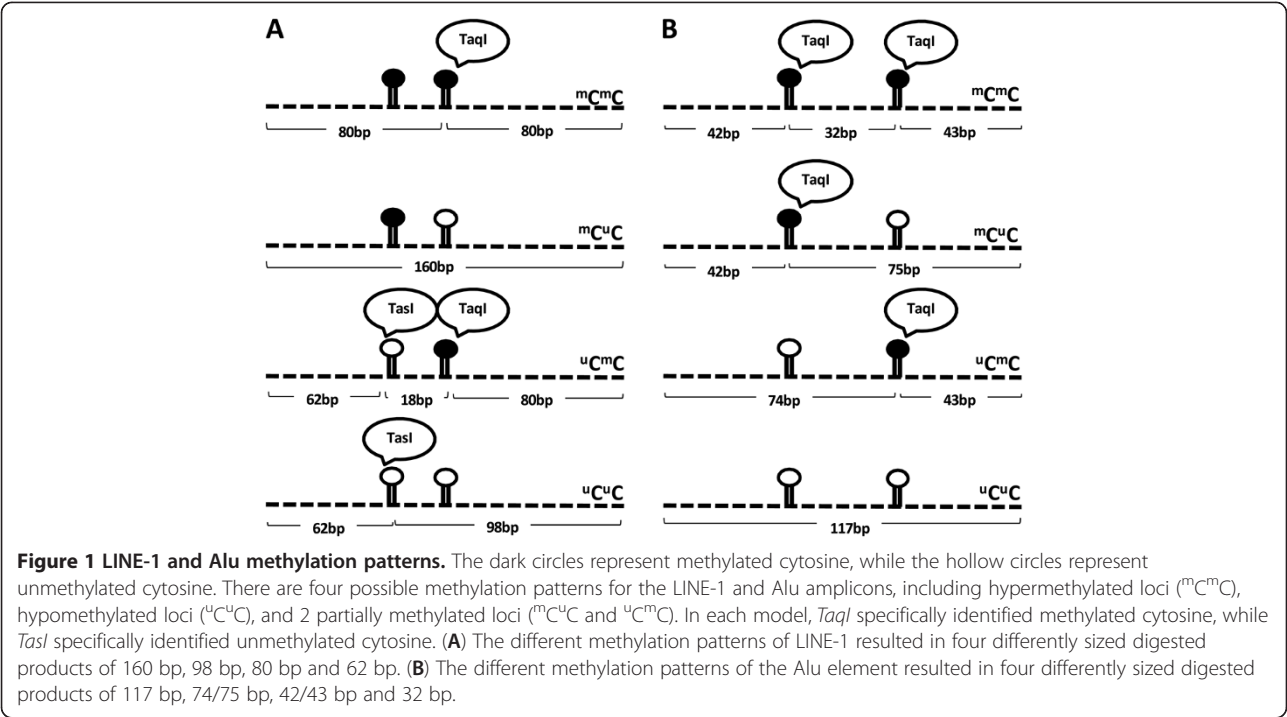 A
B
TaqI
TaqI
TaqI
ᵐCᵐC
ᵐCᵐC
80bp
80bp
42bp
32bp
43bp
TaqI
ᵐCᵘC
ᵐCᵘC
160bp
42bp
75bp
TasI
TaqI
TaqI
ᵘCᵐC
ᵘCᵐC
62bp
18bp
80bp
74bp
43bp
TasI
ᵘCᵘC
ᵘCᵘC
62bp
98bp
117bp
Figure 1 LINE-1 and Alu methylation patterns. The dark circles represent methylated cytosine, while the hollow circles represent
unmethylated cytosine. There are four possible methylation patterns for the LINE-1 and Alu amplicons, including hypermethylated loci (ᵐCᵐC),
hypomethylated loci (ᵘCᵘC), and 2 partially methylated loci (ᵐCᵘC and ᵘCᵐC). In each model, TaqI specifically identified methylated cytosine, while
TasI specifically identified unmethylated cytosine. (A) The different methylation patterns of LINE-1 resulted in four differently sized digested
products of 160 bp, 98 bp, 80 bp and 62 bp. (B) The different methylation patterns of the Alu element resulted in four differently sized digested
products of 117 bp, 74/75 bp, 42/43 bp and 32 bp.